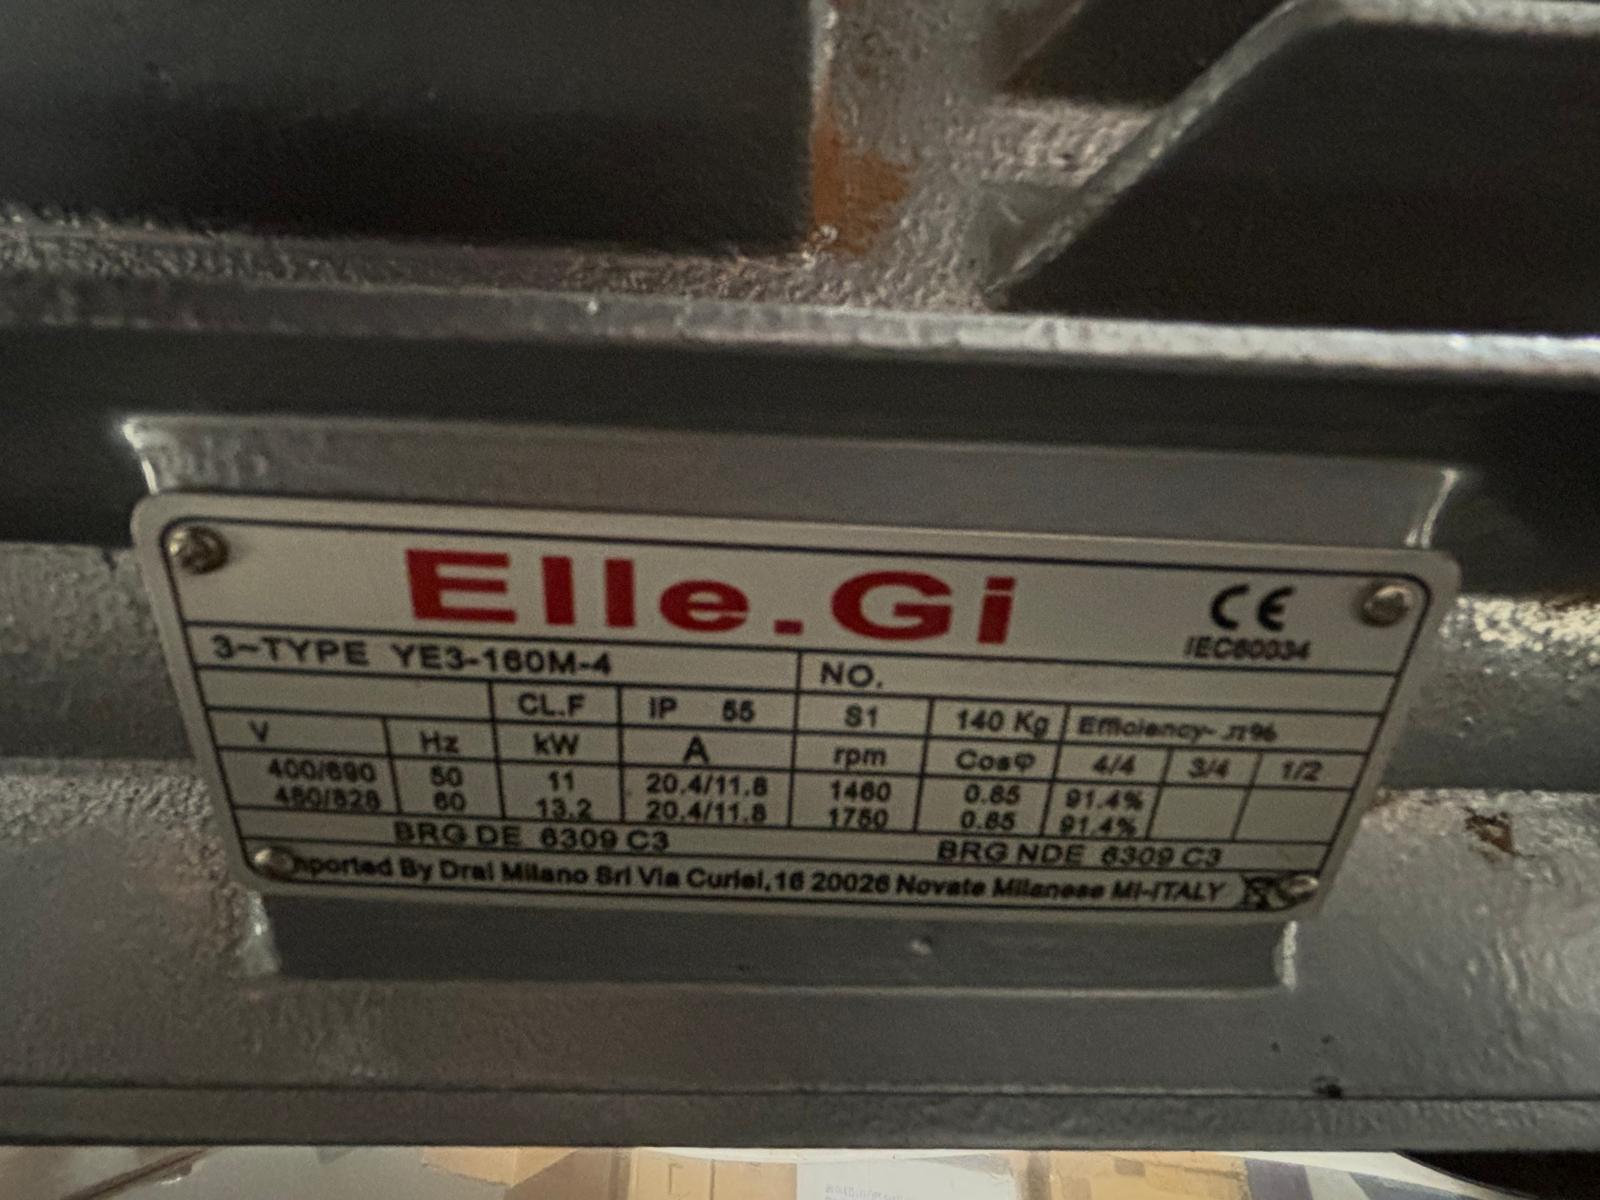 Elle.Gi
CE
IEC60034
3~TYPE YE3-160M-4 NO.
CL.F IP 55 S1 140 Kg Efficiency- π%
V Hz kW A rpm Cosφ 4/4 3/4 1/2
400/690 50 11 20.4/11.8 1460 0.85 91.4%
460/828 60 13.2 20.4/11.8 1750 0.85 91.4%
BRG DE 6309 C3 BRG NDE 6309 C3
Imported By Dral Milano Srl Via Curiel,16 20026 Novate Milanese MI-ITALY